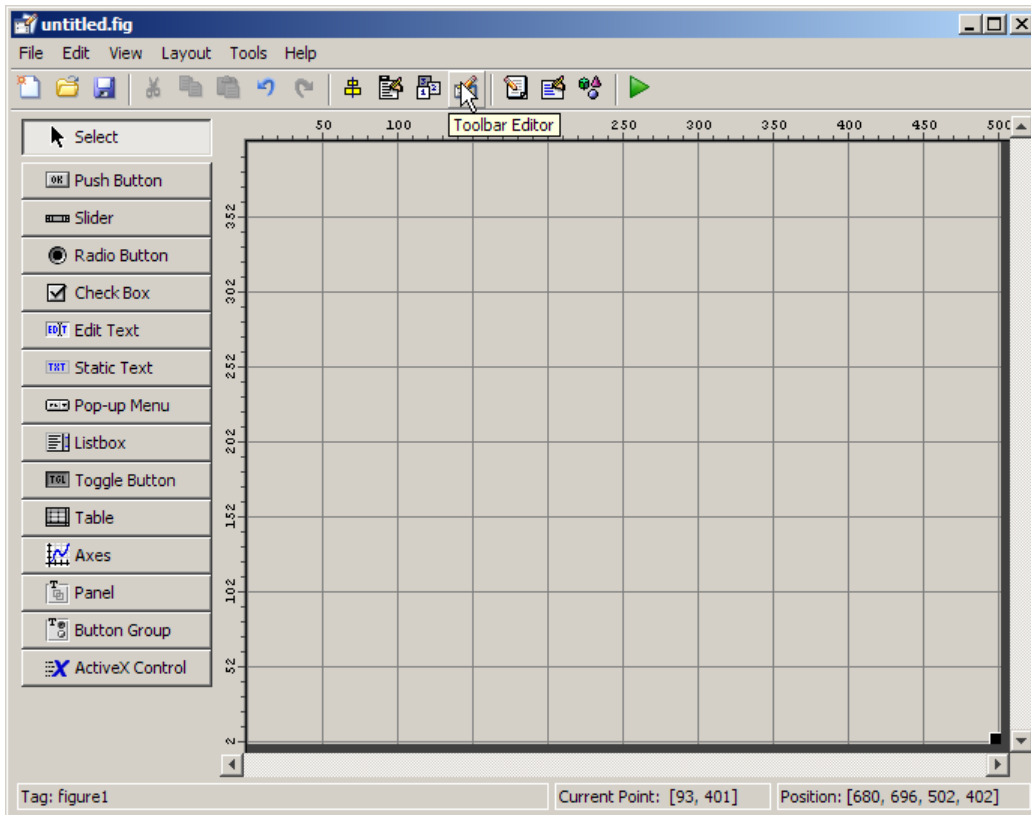 untitled.fig
File Edit View Layout Tools Help
Toolbar Editor
50 100 250 300 350 400 450
Select
Push Button
Slider
Radio Button
Check Box
Edit Text
Static Text
Pop-up Menu
Listbox
Toggle Button
Table
Axes
Panel
Button Group
ActiveX Control
352
302
252
202
152
102
52
2
Tag: figure1 Current Point: [93, 401] Position: [680, 696, 502, 402]